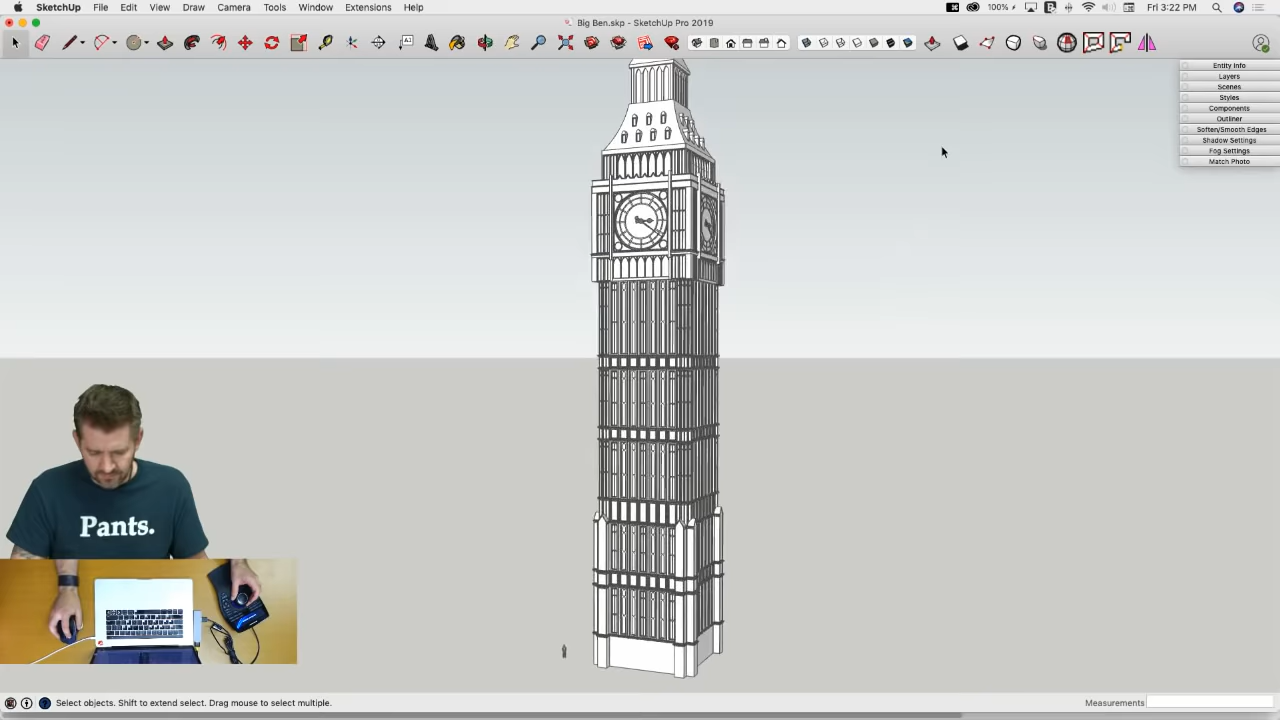 SketchUp File Edit View Draw Camera Tools Window Extensions Help
100% Fri 3:22 PM
Big Ben.skp - SketchUp Pro 2019
Entity Info
Layers
Scenes
Styles
Components
Outliner
Soften/Smooth Edges
Shadow Settings
Fog Settings
Match Photo
Pants.
Select objects. Shift to extend select. Drag mouse to select multiple.
Measurements